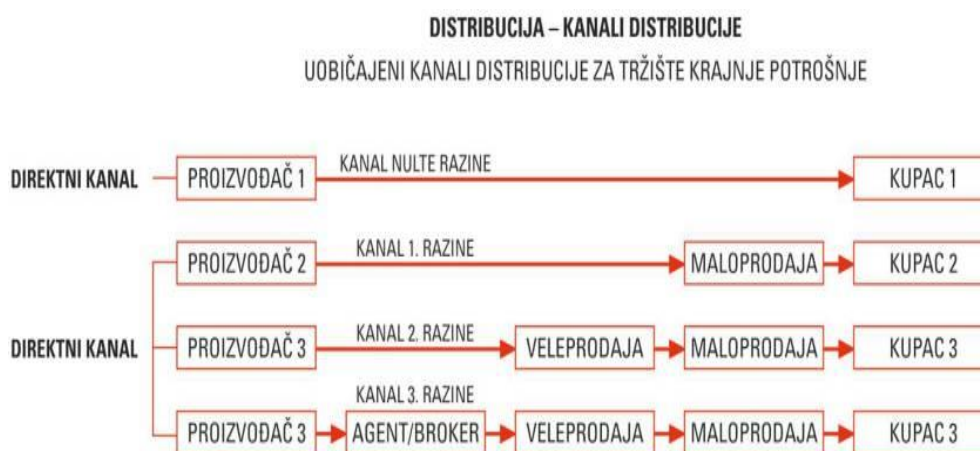 DISTRIBUCIJA – KANALI DISTRIBUCIJE
UOBIČAJENI KANALI DISTRIBUCIJE ZA TRŽIŠTE KRAJNJE POTROŠNJE
DIREKTNI KANAL PROIZVOĐAČ 1 KANAL NULTE RAZINE KUPAC 1
PROIZVOĐAČ 2 KANAL 1. RAZINE MALOPRODAJA KUPAC 2
DIREKTNI KANAL PROIZVOĐAČ 3 KANAL 2. RAZINE VELEPRODAJA MALOPRODAJA KUPAC 3
KANAL 3. RAZINE
PROIZVOĐAČ 3 AGENT/BROKER VELEPRODAJA MALOPRODAJA KUPAC 3